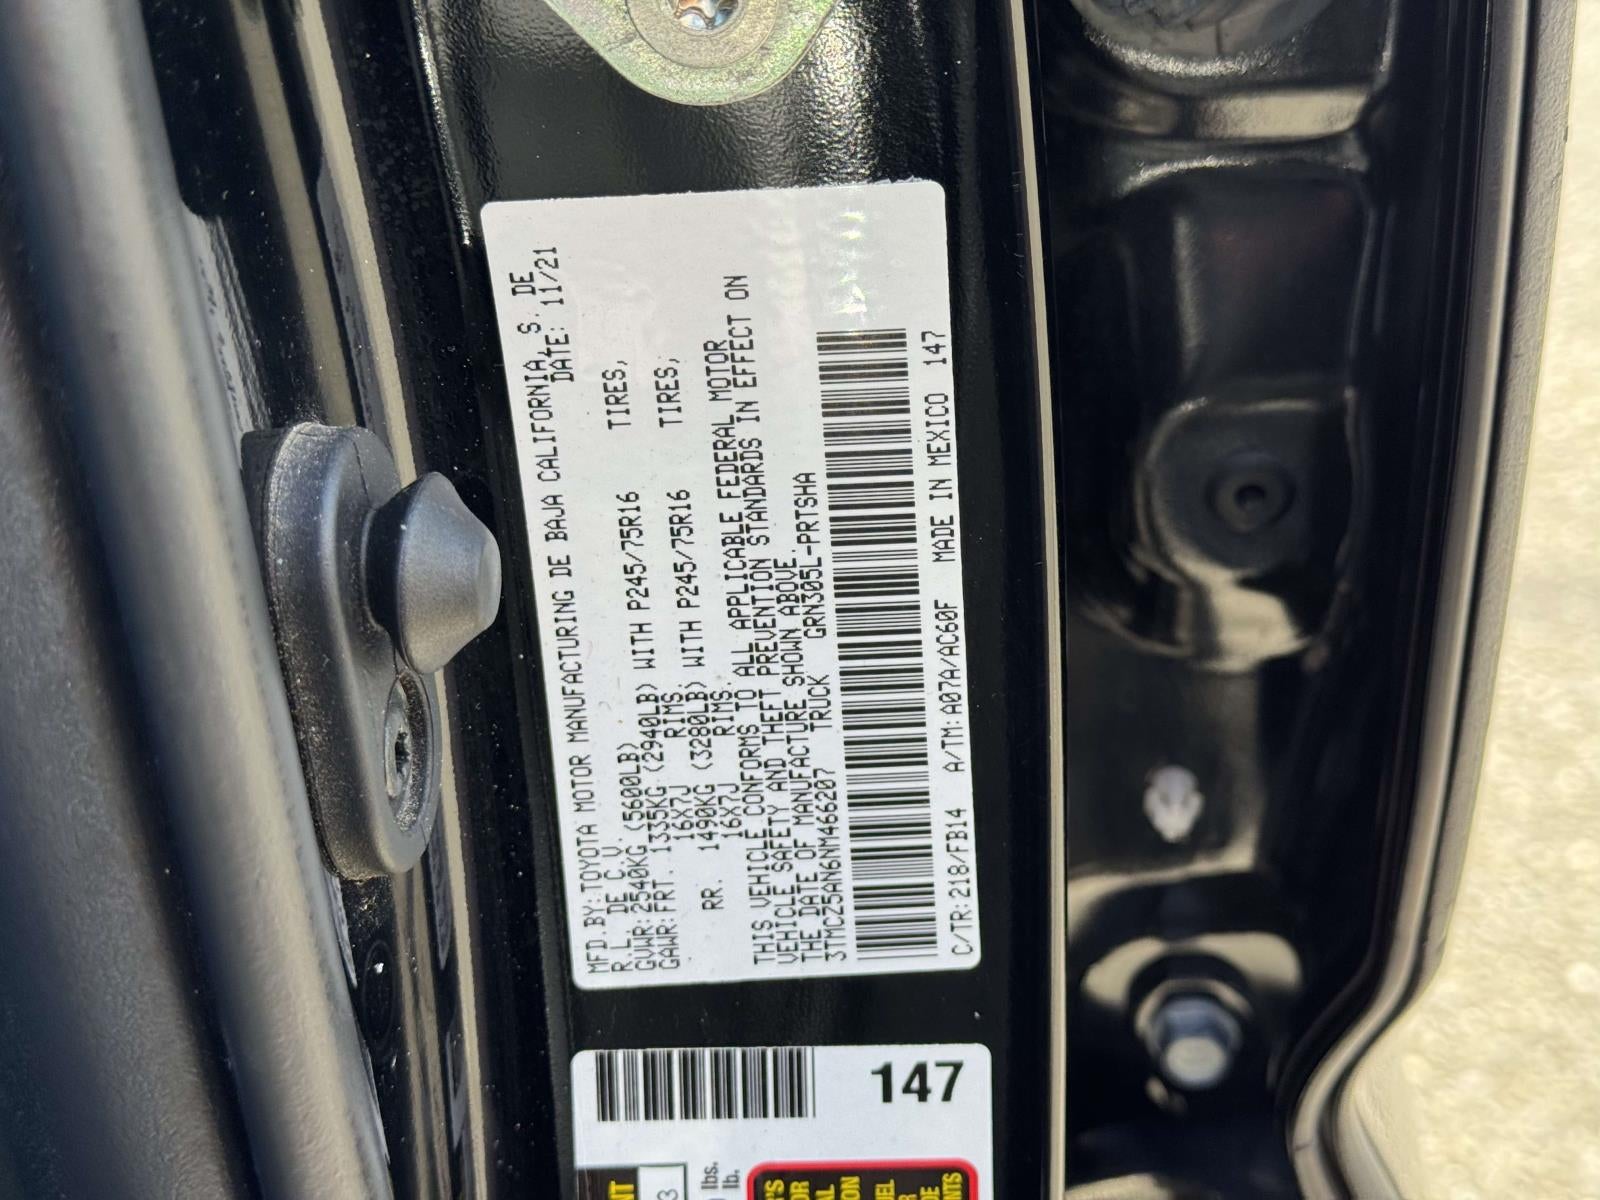 MFD.BY:TOYOTA MOTOR MANUFACTURING DE BAJA CALIFORNIA, S. DE
R.L. DE C.V. DATE: 11/21
GVWR:2540KG (5600LB)
GAWR:FRT. 1335KG (2940LB) WITH P245/75R16 TIRES,
16X7J RIMS,
RR. 1490KG (3280LB) WITH P245/75R16 TIRES,
16X7J RIMS.
THIS VEHICLE CONFORMS TO ALL APPLICABLE FEDERAL MOTOR
VEHICLE SAFETY AND THEFT PREVENTION STANDARDS IN EFFECT ON
THE DATE OF MANUFACTURE SHOWN ABOVE.
3TMCZ5AN6NM466207 TRUCK GRN305L-PRTSHA
C/TR:218/FB14 A/TM:A07A/AC60F MADE IN MEXICO 147
147
lbs.
lb.